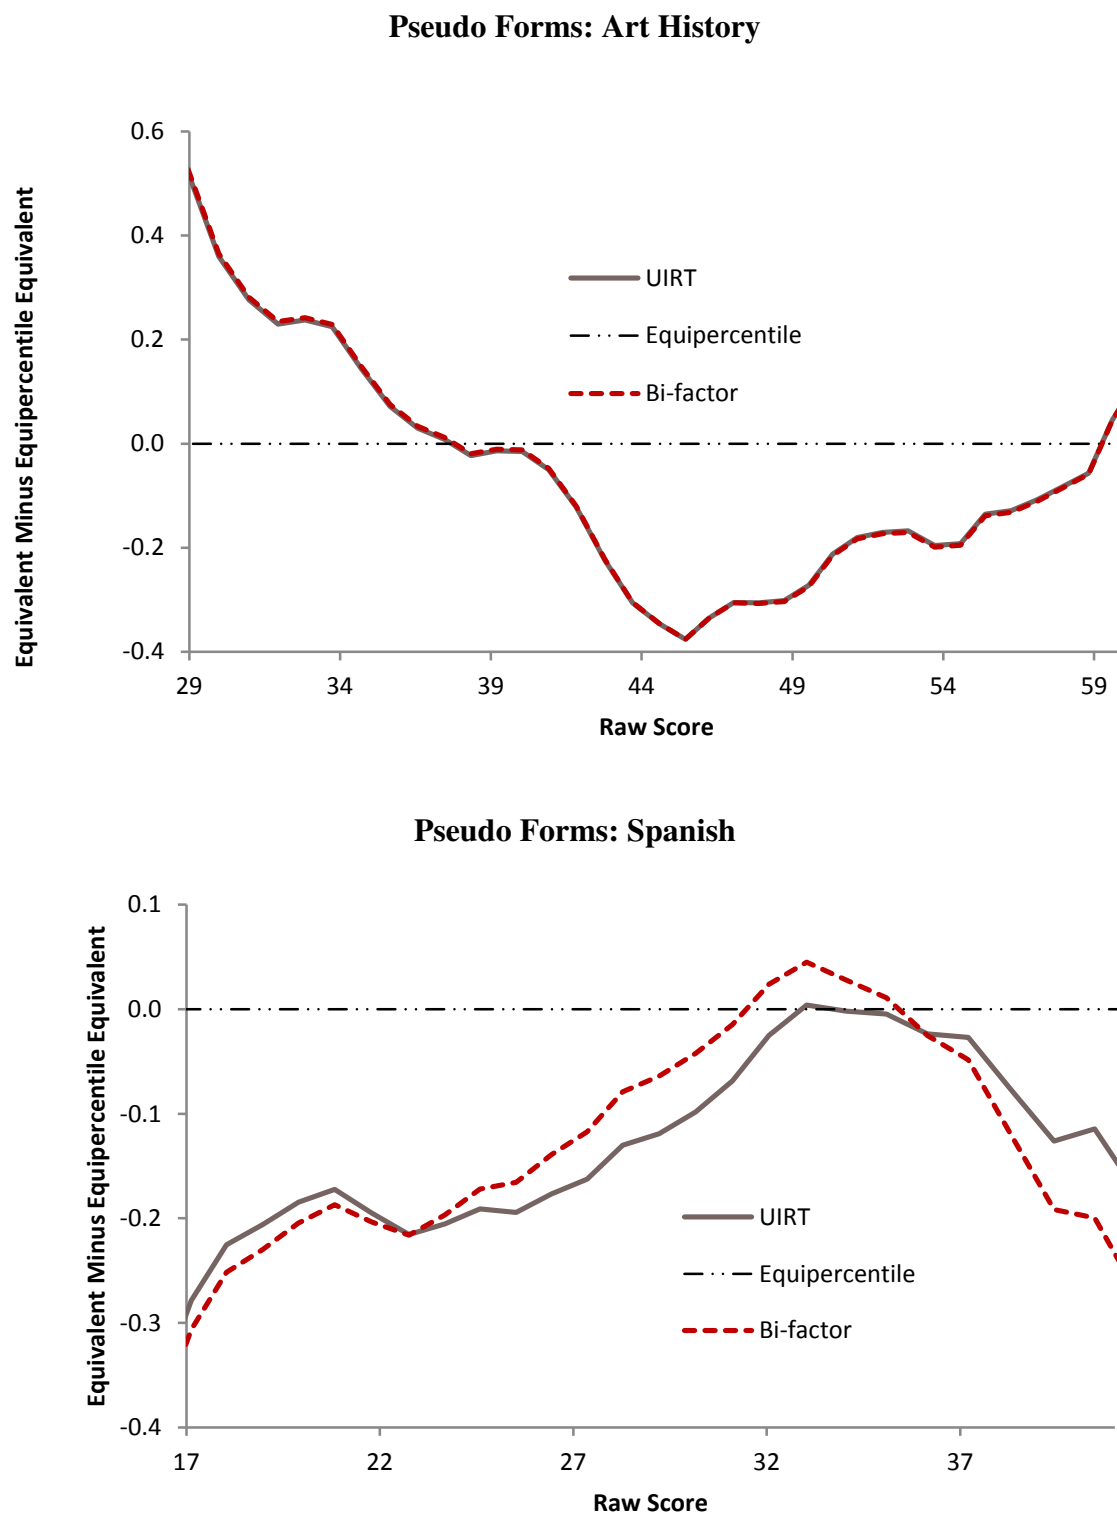 Pseudo Forms: Art History
Equivalent Minus Equipercentile Equivalent
0.6
0.4
0.2
0.0
-0.2
-0.4
UIRT
Equipercentile
Bi-factor
29 34 39 44 49 54 59
Raw Score
Pseudo Forms: Spanish
Equivalent Minus Equipercentile Equivalent
0.1
0.0
-0.1
-0.2
-0.3
-0.4
UIRT
Equipercentile
Bi-factor
17 22 27 32 37
Raw Score